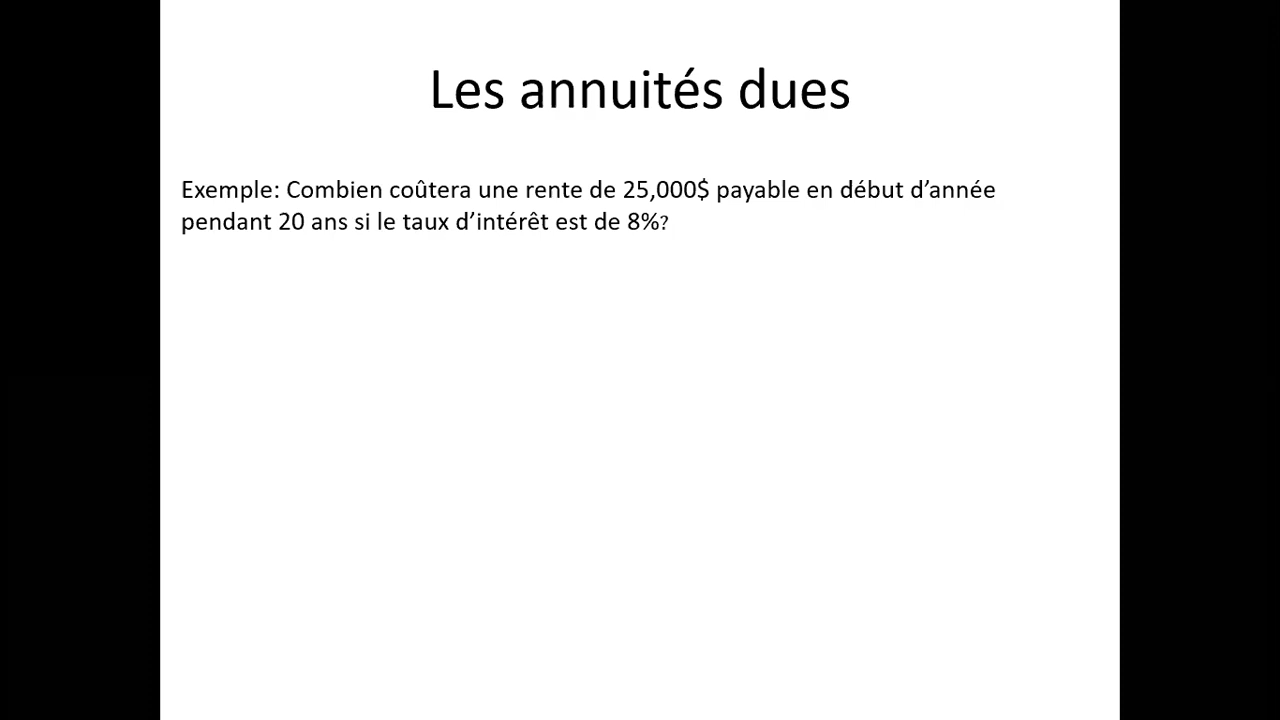 Les annuités dues
Exemple: Combien coûtera une rente de 25,000$ payable en début d’année
pendant 20 ans si le taux d’intérêt est de 8%?